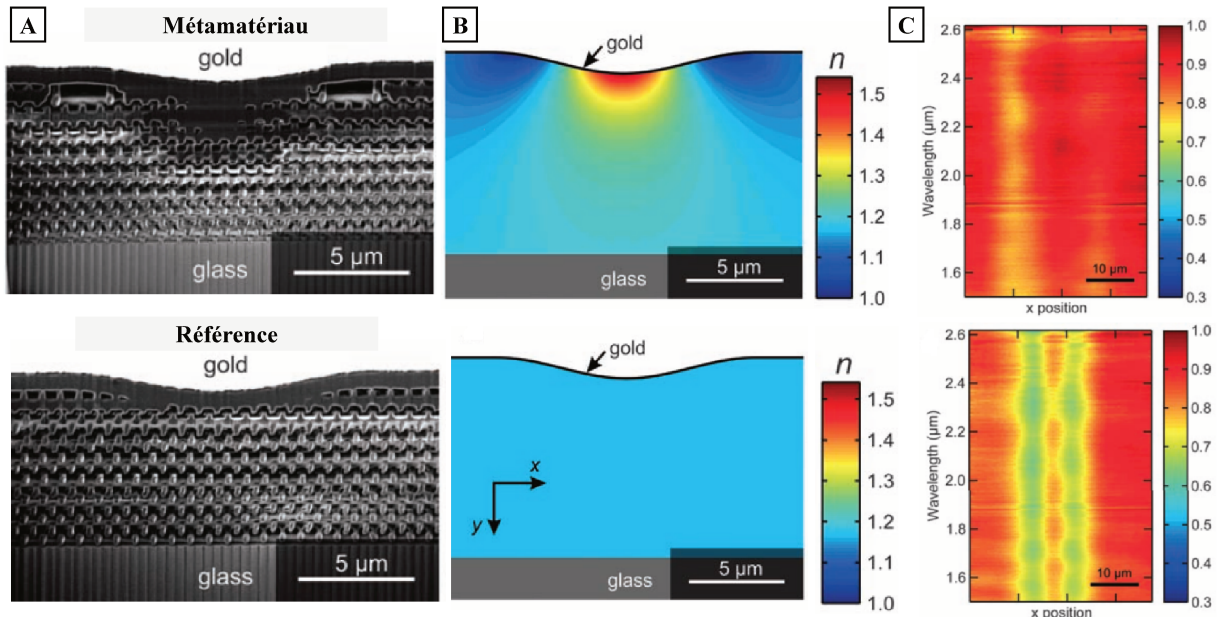 A
Métamatériau
gold
glass
5 µm
B
gold
n
1.5
1.4
1.3
1.2
1.1
1.0
glass
5 µm
C
2.6
2.4
2.2
2.0
1.8
1.6
Wavelength (µm)
10 µm
x position
1.0
0.9
0.8
0.7
0.6
0.5
0.4
0.3
Référence
gold
glass
5 µm
gold
x
y
n
1.5
1.4
1.3
1.2
1.1
1.0
glass
5 µm
2.6
2.4
2.2
2.0
1.8
1.6
Wavelength (µm)
10 µm
x position
1.0
0.9
0.8
0.7
0.6
0.5
0.4
0.3